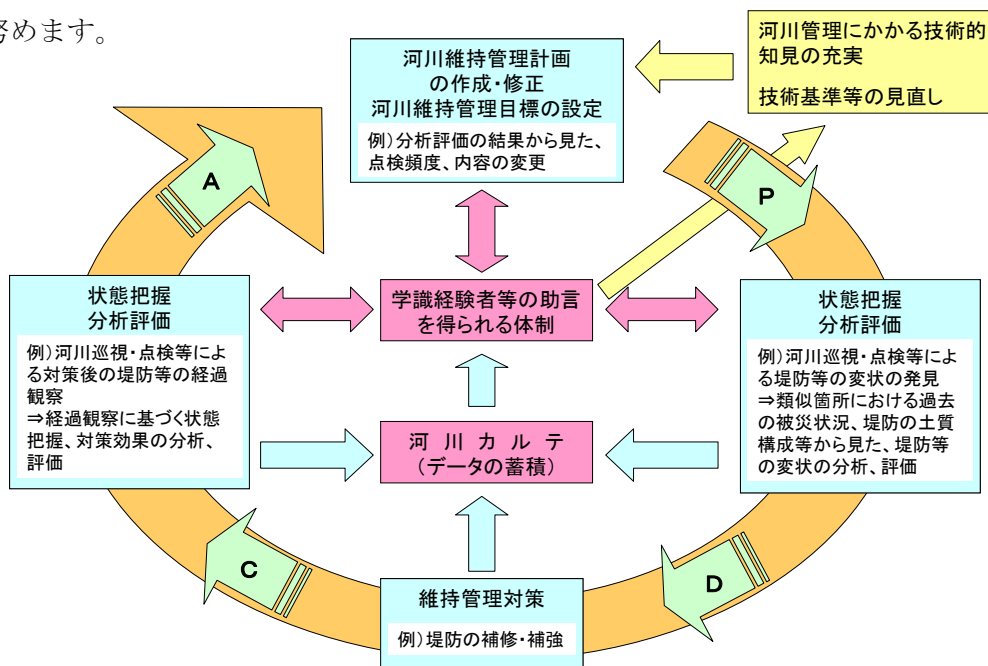 努めます。
河川維持管理計画
の作成・修正
河川維持管理目標の設定
例）分析評価の結果から見た、
点検頻度、内容の変更
河川管理にかかる技術的
知見の充実
技術基準等の見直し
A
P
状態把握
分析評価
例）河川巡視・点検等によ
る対策後の堤防等の経過
観察
⇒経過観察に基づく状態
把握、対策効果の分析、
評価
学識経験者等の助言
を得られる体制
状態把握
分析評価
例）河川巡視・点検等によ
る堤防等の変状の発見
⇒類似箇所における過去
の被災状況、堤防の土質
構成等から見た、堤防等
の変状の分析、評価
河 川 カ ル テ
（データの蓄積）
C
D
維持管理対策
例）堤防の補修・補強